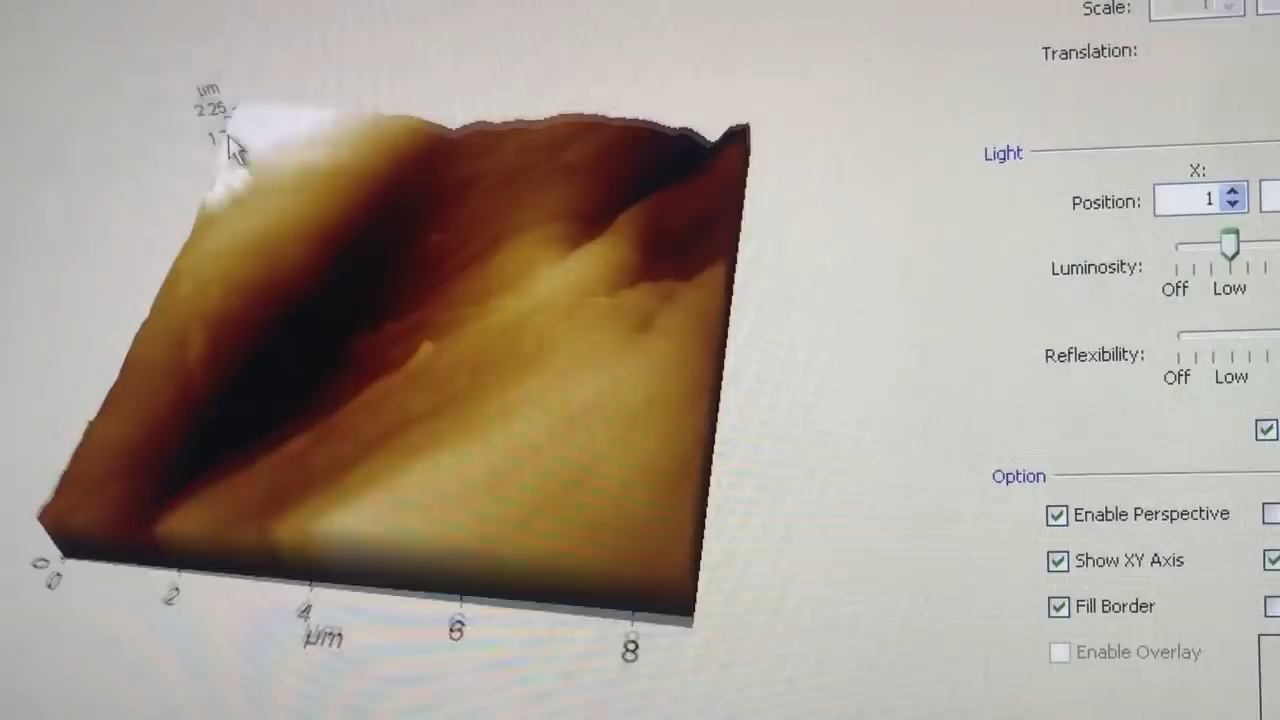 Scale:
Translation:
µm
2.25
Light
X:
Position: 1
Luminosity:
Off Low
Reflexibility:
Off Low
Option
Enable Perspective
Show XY Axis
Fill Border
Enable Overlay
0
0 2 4 6 8
µm